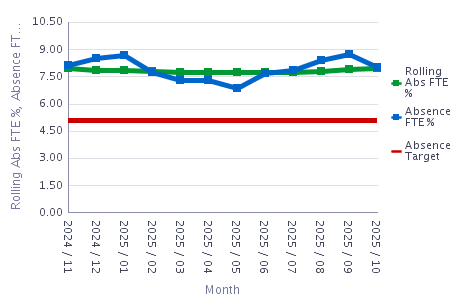 10.50
9.00
7.50
6.00
4.50
3.00
1.50
0.00
Rolling Abs FTE %, Absence FT...
2024 / 11
2024 / 12
2025 / 01
2025 / 02
2025 / 03
2025 / 04
2025 / 05
2025 / 06
2025 / 07
2025 / 08
2025 / 09
2025 / 10
Month
Rolling
Abs FTE
%
Absence
FTE%
Absence
Target